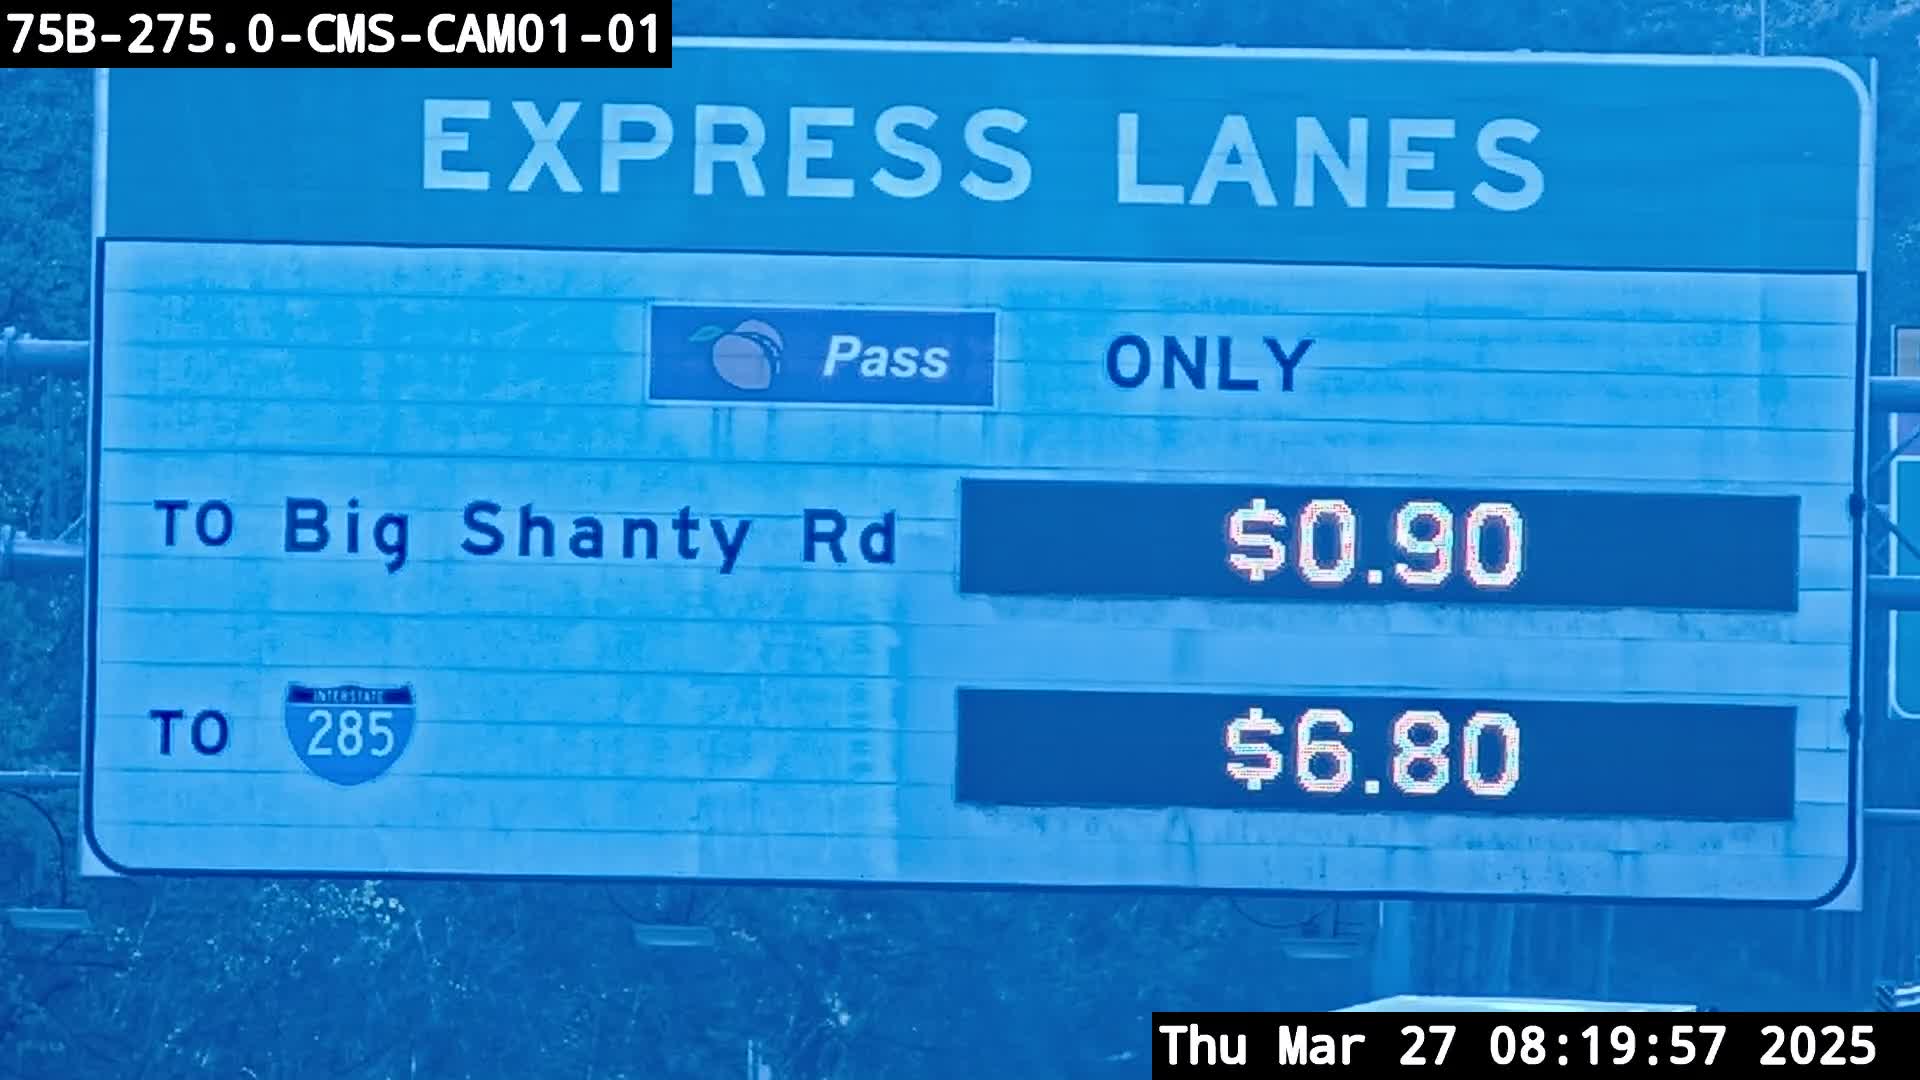 75B-275.0-CMS-CAM01-01
EXPRESS LANES
Pass ONLY
TO Big Shanty Rd $0.90
INTERSTATE
TO 285 $6.80
Thu Mar 27 08:19:57 2025